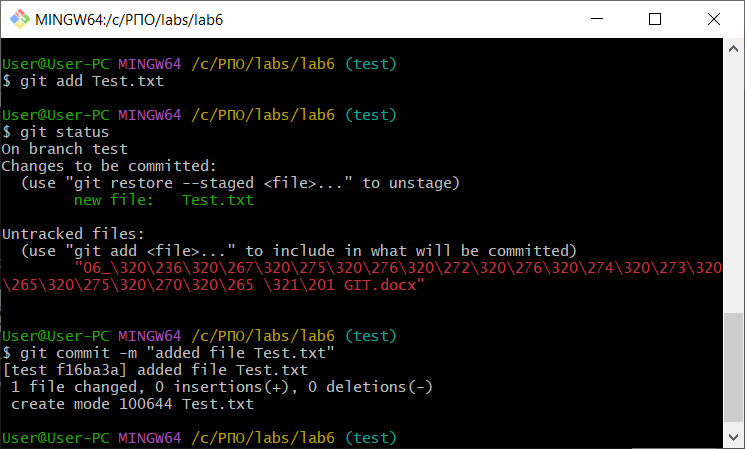 MINGW64:/c/РПО/labs/lab6
User@User-PC MINGW64 /c/РПО/labs/lab6 (test)
$ git add Test.txt
User@User-PC MINGW64 /c/РПО/labs/lab6 (test)
$ git status
On branch test
Changes to be committed:
  (use "git restore --staged <file>..." to unstage)
        new file:   Test.txt
Untracked files:
  (use "git add <file>..." to include in what will be committed)
        "06_\320\236\320\267\320\275\320\276\320\272\320\276\320\274\320\273\320
\265\320\275\320\270\320\265 \321\201 GIT.docx"
User@User-PC MINGW64 /c/РПО/labs/lab6 (test)
$ git commit -m "added file Test.txt"
[test f16ba3a] added file Test.txt
 1 file changed, 0 insertions(+), 0 deletions(-)
 create mode 100644 Test.txt
User@User-PC MINGW64 /c/РПО/labs/lab6 (test)